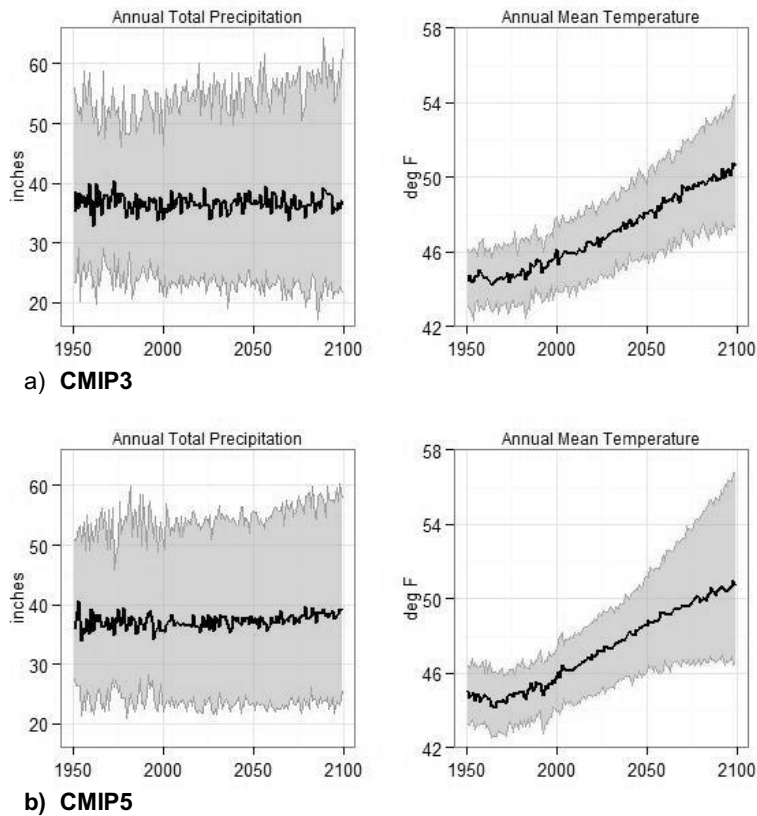 Annual Total Precipitation
60
50
40
30
20
inches
1950 2000 2050 2100
Annual Mean Temperature
58
54
50
46
42
deg F
1950 2000 2050 2100
a) CMIP3
Annual Total Precipitation
60
50
40
30
20
inches
1950 2000 2050 2100
Annual Mean Temperature
58
54
50
46
42
deg F
1950 2000 2050 2100
b) CMIP5